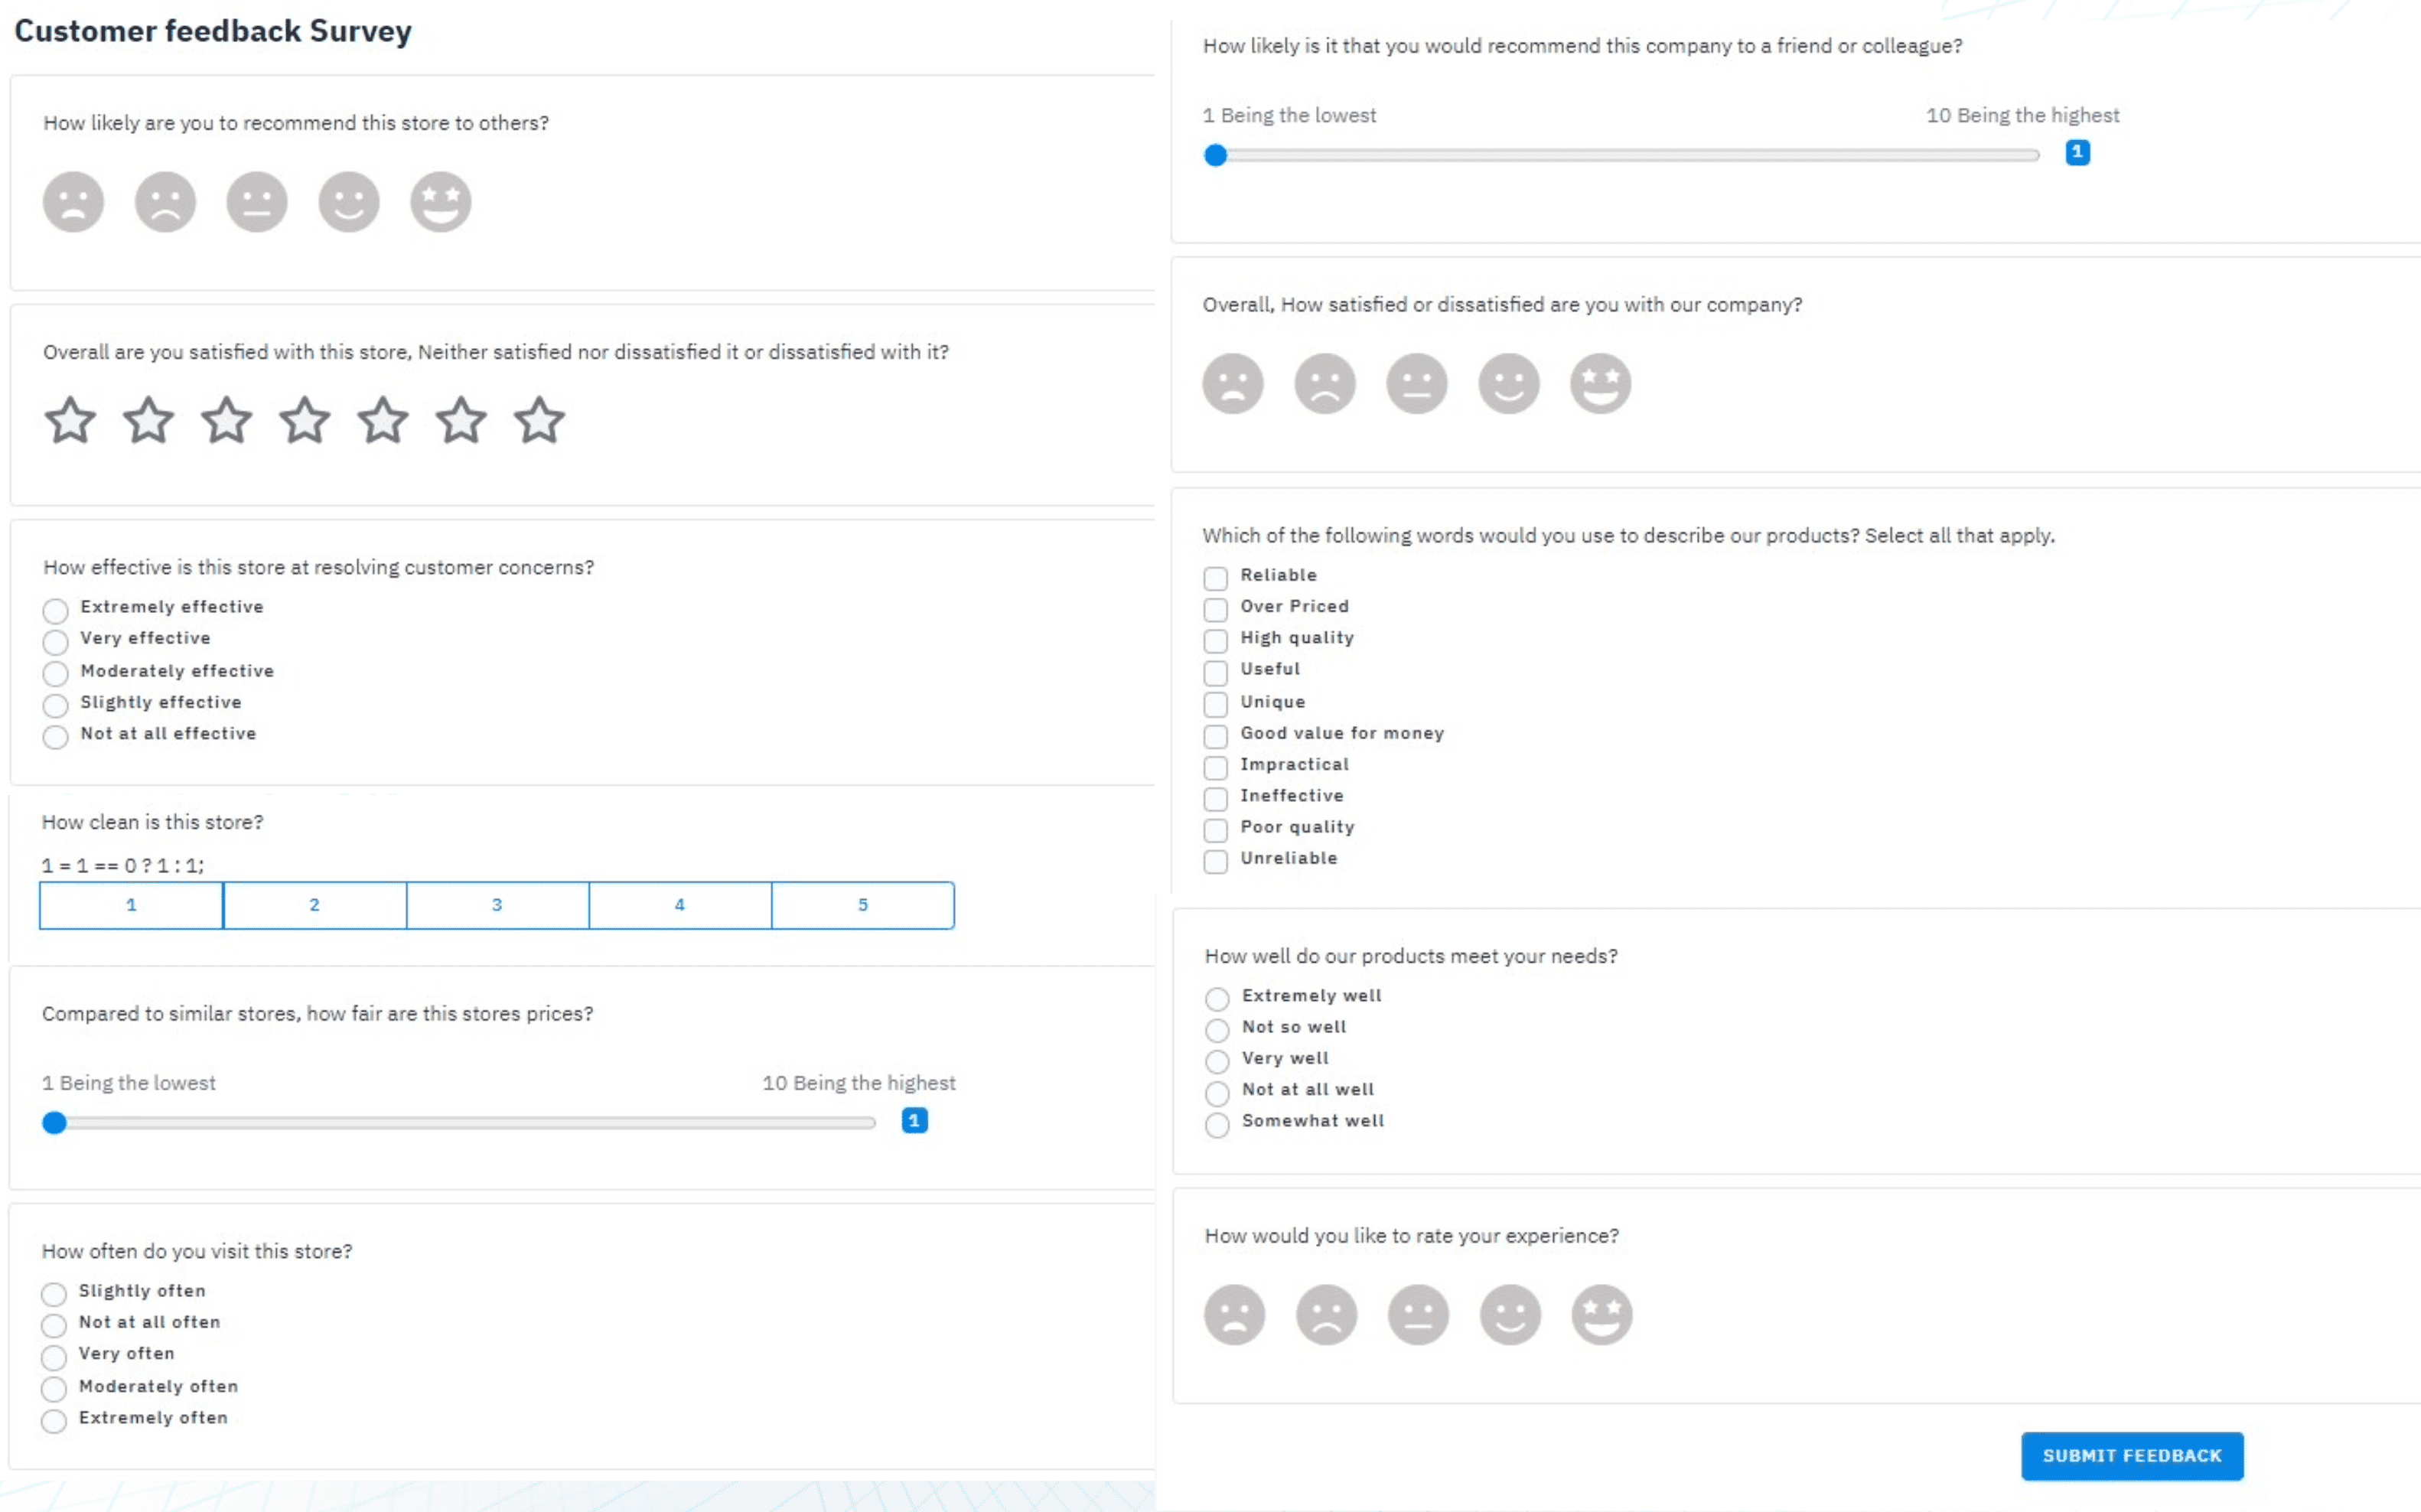 Customer feedback Survey
How likely are you to recommend this store to others?
Overall are you satisfied with this store, Neither satisfied nor dissatisfied it or dissatisfied with it?
How effective is this store at resolving customer concerns?
Extremely effective
Very effective
Moderately effective
Slightly effective
Not at all effective
How clean is this store?
1 = 1 == 0 ? 1 : 1;
1 2 3 4 5
Compared to similar stores, how fair are this stores prices?
1 Being the lowest 10 Being the highest
1
How often do you visit this store?
Slightly often
Not at all often
Very often
Moderately often
Extremely often
How likely is it that you would recommend this company to a friend or colleague?
1 Being the lowest 10 Being the highest
1
Overall, How satisfied or dissatisfied are you with our company?
Which of the following words would you use to describe our products? Select all that apply.
Reliable
Over Priced
High quality
Useful
Unique
Good value for money
Impractical
Ineffective
Poor quality
Unreliable
How well do our products meet your needs?
Extremely well
Not so well
Very well
Not at all well
Somewhat well
How would you like to rate your experience?
SUBMIT FEEDBACK